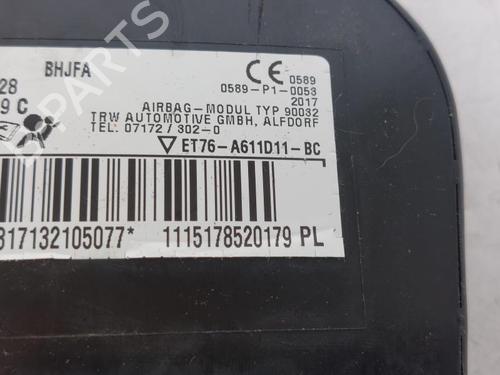 B-PARTS
BHJFA
CE 0589
28
0589-P1-0053
9 C
2017
AIRBAG-MODUL TYP 90032
TRW AUTOMOTIVE GMBH, ALFDORF
TEL. 07172 / 302-0
ET76-A611D11-BC
317132105077* 1115178520179 PL